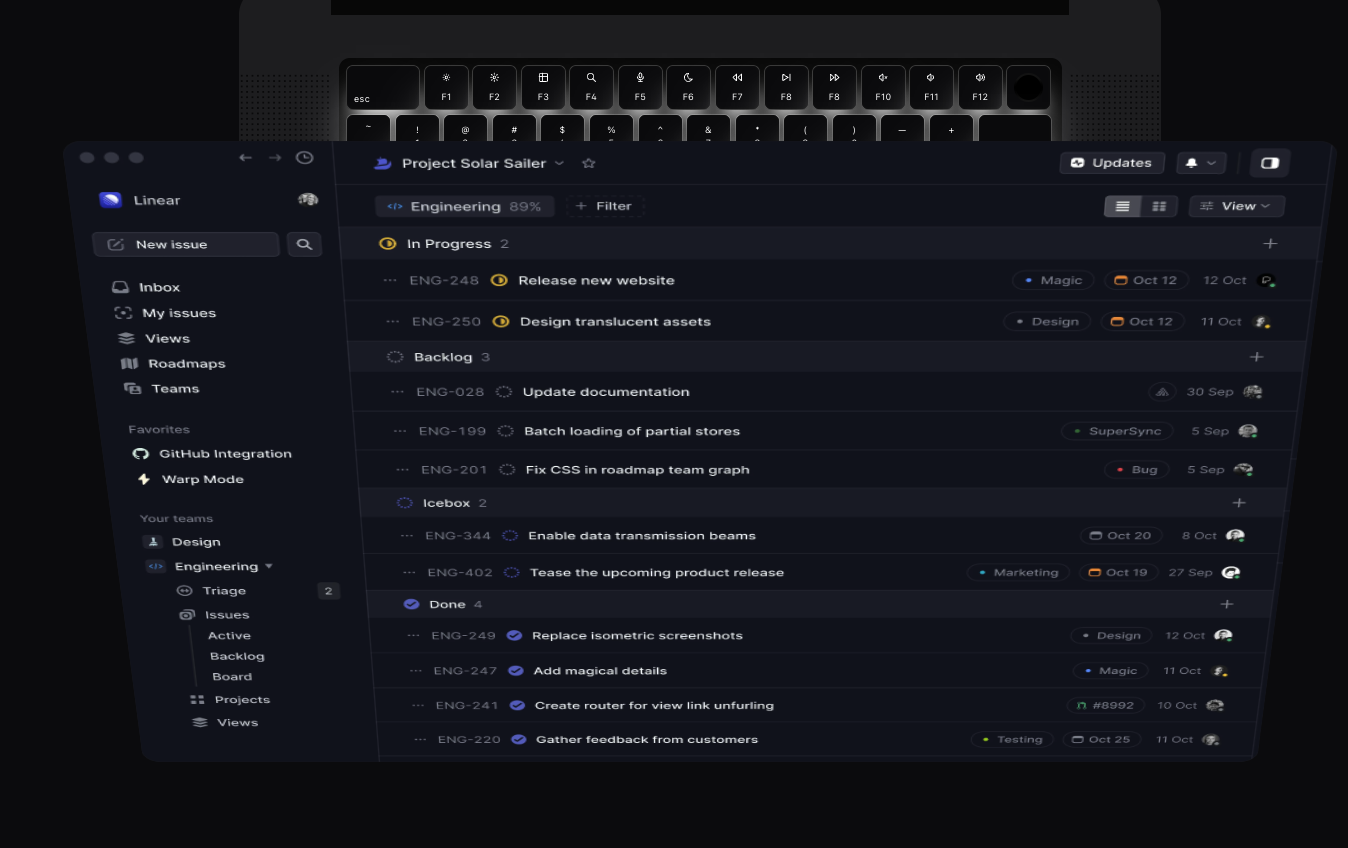 esc F1 F2 F3 F4 F5 F6 F7 F8 F8 F10 F11 F12
~ ! @ # $ % ^ & * ( ) — +
Project Solar Sailer
Updates
Linear
Engineering 89%
+ Filter
View
New issue
In Progress 2
Inbox
ENG-248 Release new website Magic Oct 12 12 Oct
My issues
ENG-250 Design translucent assets Design Oct 12 11 Oct
Views
Backlog 3
Roadmaps
Teams
ENG-028 Update documentation 30 Sep
Favorites
ENG-199 Batch loading of partial stores SuperSync 5 Sep
GitHub Integration
ENG-201 Fix CSS in roadmap team graph Bug 5 Sep
Warp Mode
Icebox 2
Your teams
ENG-344 Enable data transmission beams Oct 20 8 Oct
Design
Engineering
ENG-402 Tease the upcoming product release Marketing Oct 19 27 Sep
Triage 2
Done 4
Issues
Active
ENG-249 Replace isometric screenshots Design 12 Oct
Backlog
ENG-247 Add magical details Magic 11 Oct
Board
Projects
ENG-241 Create router for view link unfurling #8992 10 Oct
Views
ENG-220 Gather feedback from customers Testing Oct 25 11 Oct